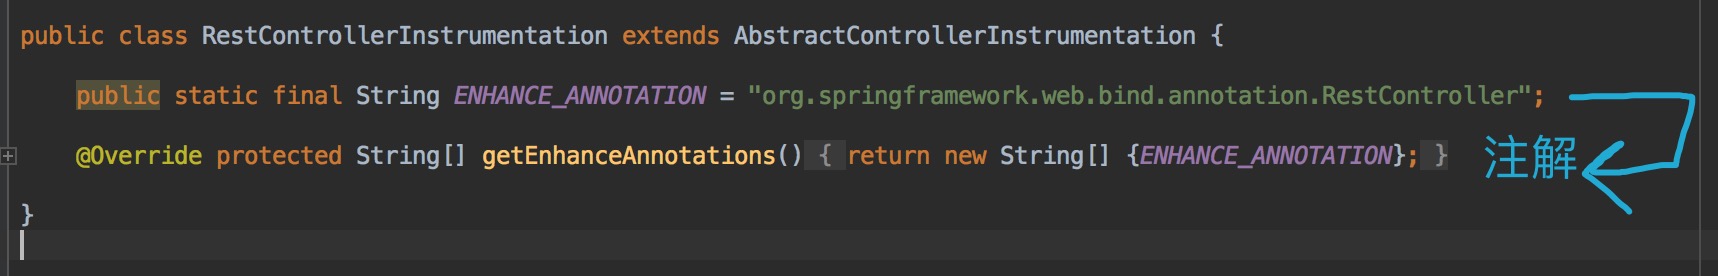 public class RestControllerInstrumentation extends AbstractControllerInstrumentation {
public static final String ENHANCE_ANNOTATION = "org.springframework.web.bind.annotation.RestController";
@Override protected String[] getEnhanceAnnotations() { return new String[] {ENHANCE_ANNOTATION}; } 注解
}